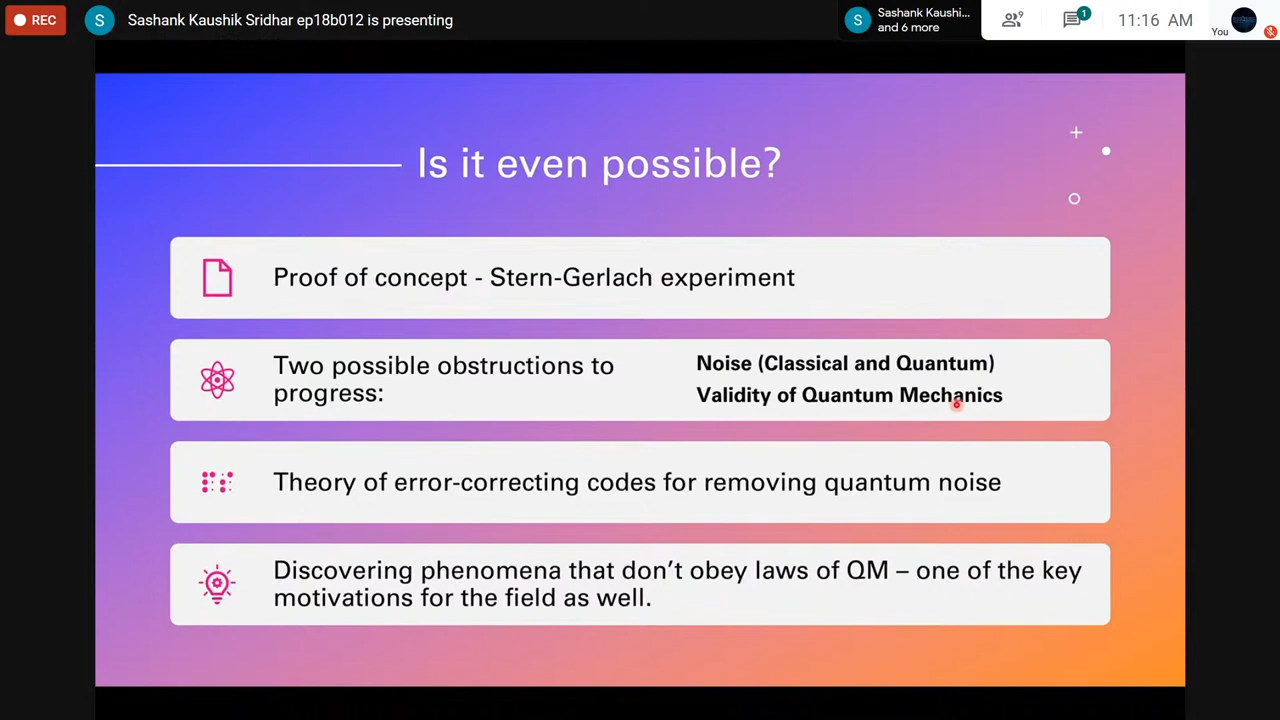 REC
S
Sashank Kaushik Sridhar ep18b012 is presenting
S
Sashank Kaushi...
and 6 more
9
1
11:16 AM
You
Is it even possible?
Proof of concept - Stern-Gerlach experiment
Two possible obstructions to
progress:
Noise (Classical and Quantum)
Validity of Quantum Mechanics
Theory of error-correcting codes for removing quantum noise
Discovering phenomena that don't obey laws of QM – one of the key
motivations for the field as well.